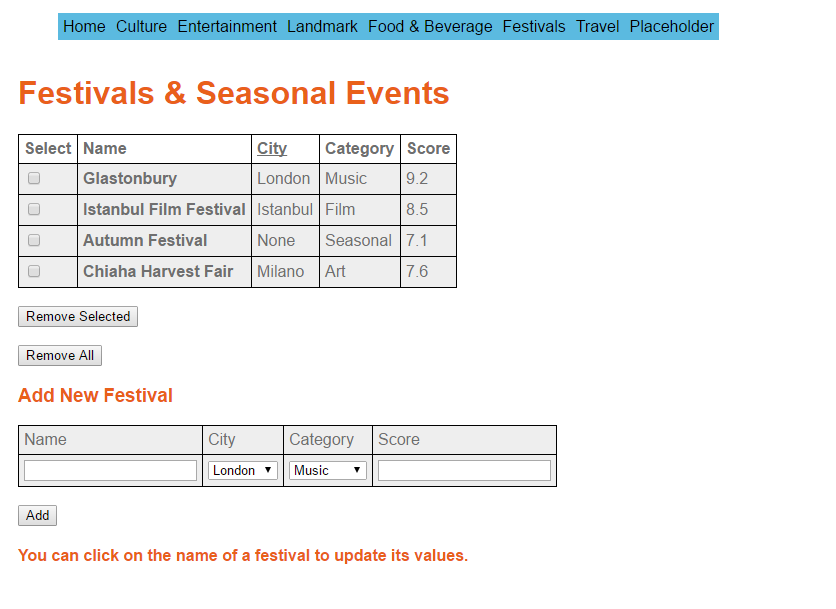 Home Culture Entertainment Landmark Food & Beverage Festivals Travel Placeholder
Festivals & Seasonal Events
Select Name City Category Score
Glastonbury London Music 9.2
Istanbul Film Festival Istanbul Film 8.5
Autumn Festival None Seasonal 7.1
Chiaha Harvest Fair Milano Art 7.6
Remove Selected
Remove All
Add New Festival
Name City Category Score
London Music
Add
You can click on the name of a festival to update its values.